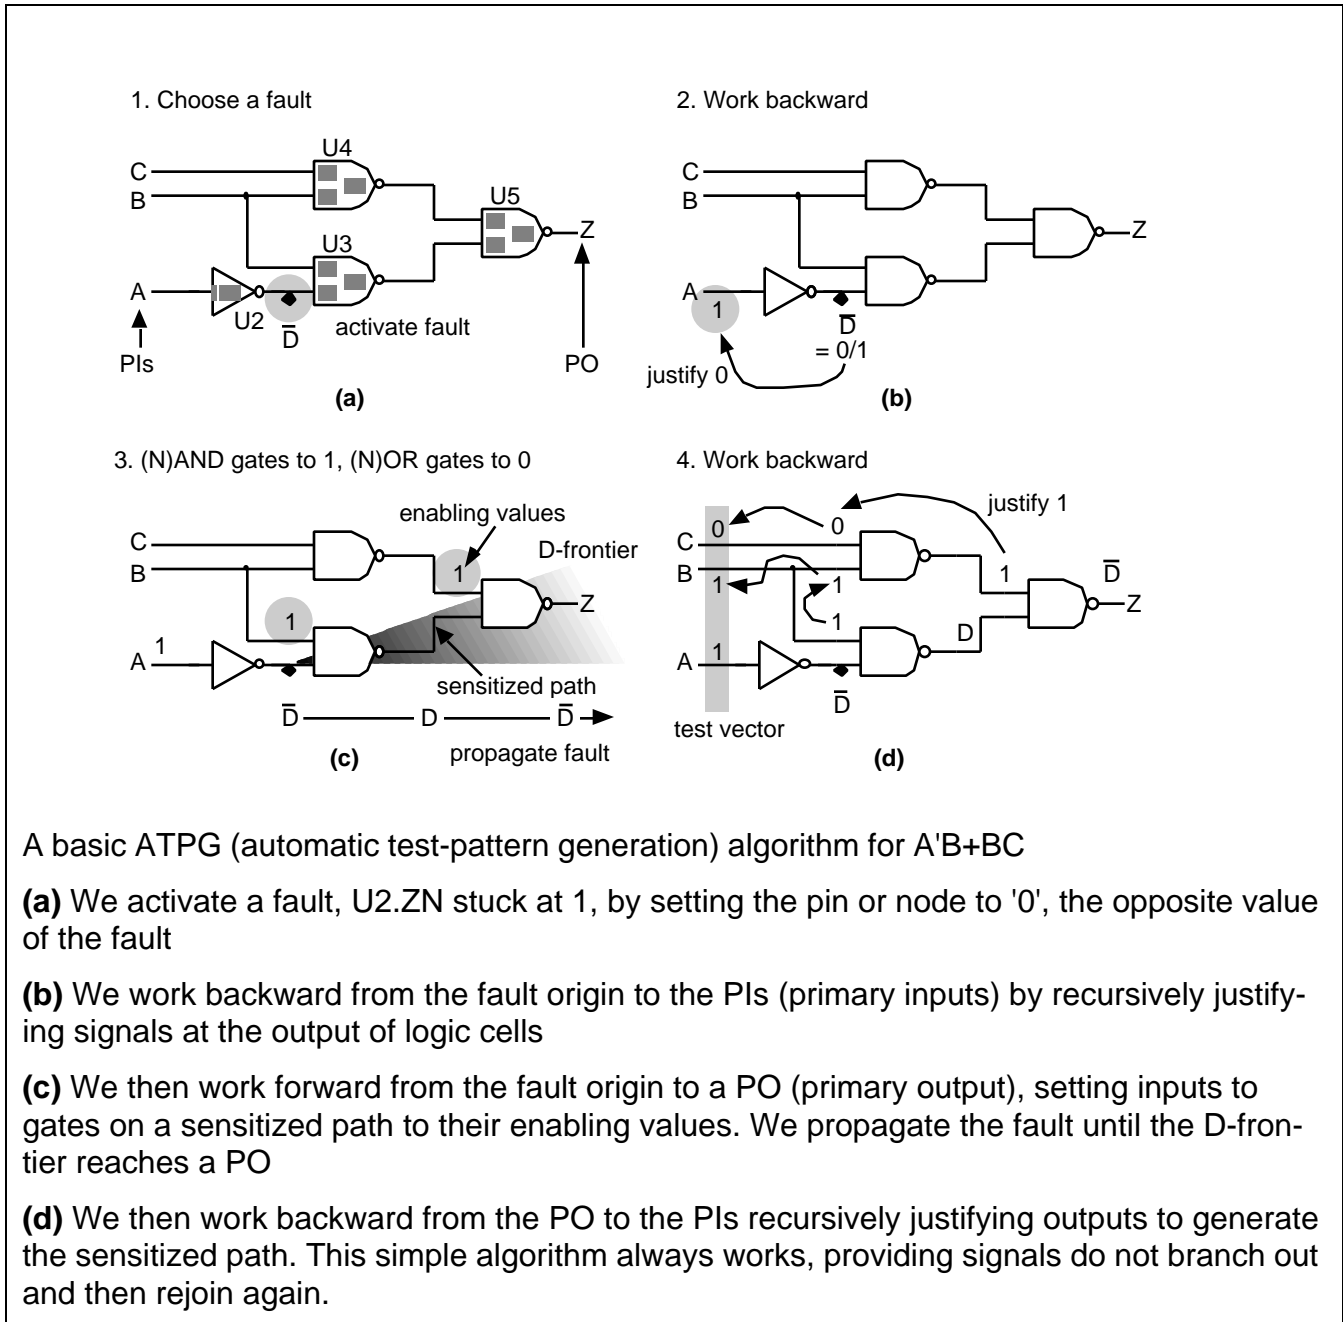 1. Choose a fault
U4
C
B
U5
Z
U3
A
U2
D̅
activate fault
PIs
PO
(a)
2. Work backward
C
B
Z
A
1
D̅
= 0/1
justify 0
(b)
3. (N)AND gates to 1, (N)OR gates to 0
enabling values
D-frontier
C
B
1
Z
1
1
A
sensitized path
D̅ D D̅
propagate fault
(c)
4. Work backward
justify 1
0
0
C
B
1
1
1
D̅
Z
1
D
A
1
D̅
test vector
(d)
A basic ATPG (automatic test-pattern generation) algorithm for A'B+BC
(a) We activate a fault, U2.ZN stuck at 1, by setting the pin or node to '0', the opposite value
of the fault
(b) We work backward from the fault origin to the PIs (primary inputs) by recursively justify-
ing signals at the output of logic cells
(c) We then work forward from the fault origin to a PO (primary output), setting inputs to
gates on a sensitized path to their enabling values. We propagate the fault until the D-fron-
tier reaches a PO
(d) We then work backward from the PO to the PIs recursively justifying outputs to generate
the sensitized path. This simple algorithm always works, providing signals do not branch out
and then rejoin again.